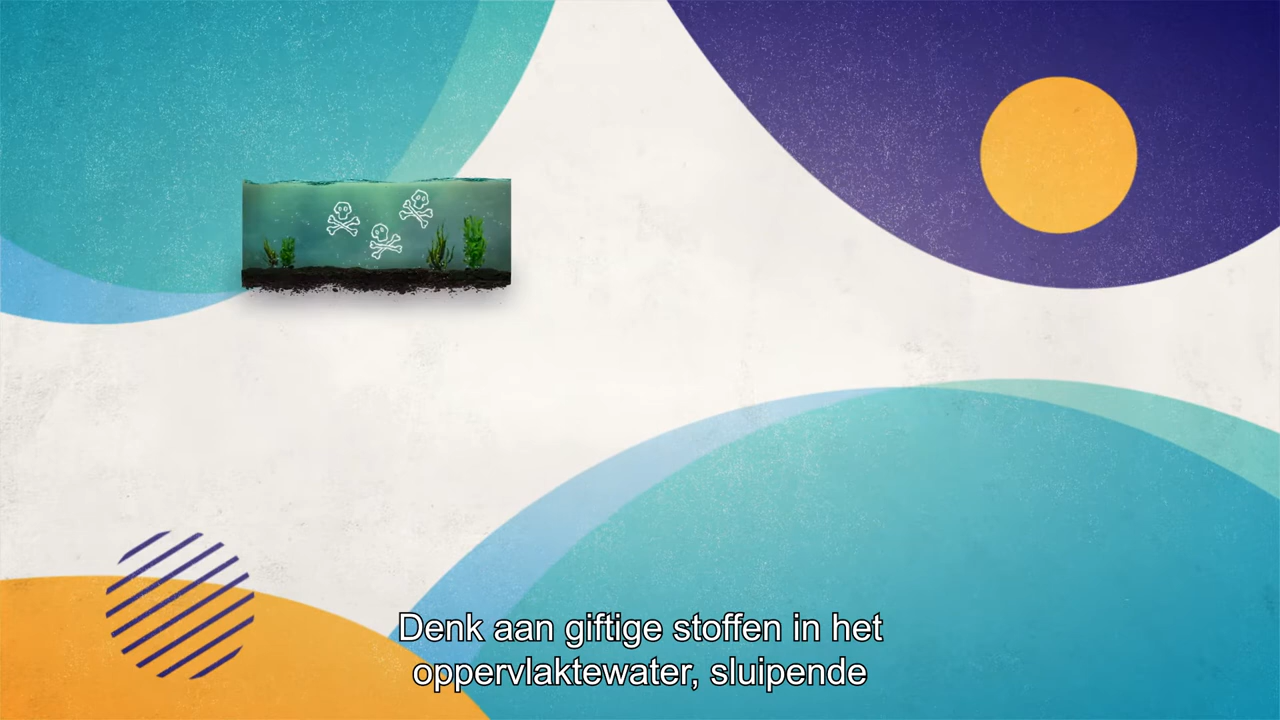 Denk aan giftige stoffen in het
oppervlaktewater, sluipende